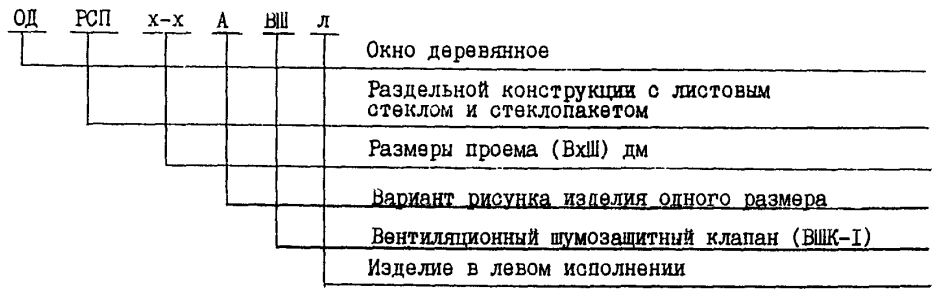 ОД РСП х-х А ВШ л
Окно деревянное
Раздельной конструкции с листовым
стеклом и стеклопакетом
Размеры проема (ВхШ) дм
Вариант рисунка изделия одного размера
Вентиляционный шумозащитный клапан (ВШК-I)
Изделие в левом исполнении